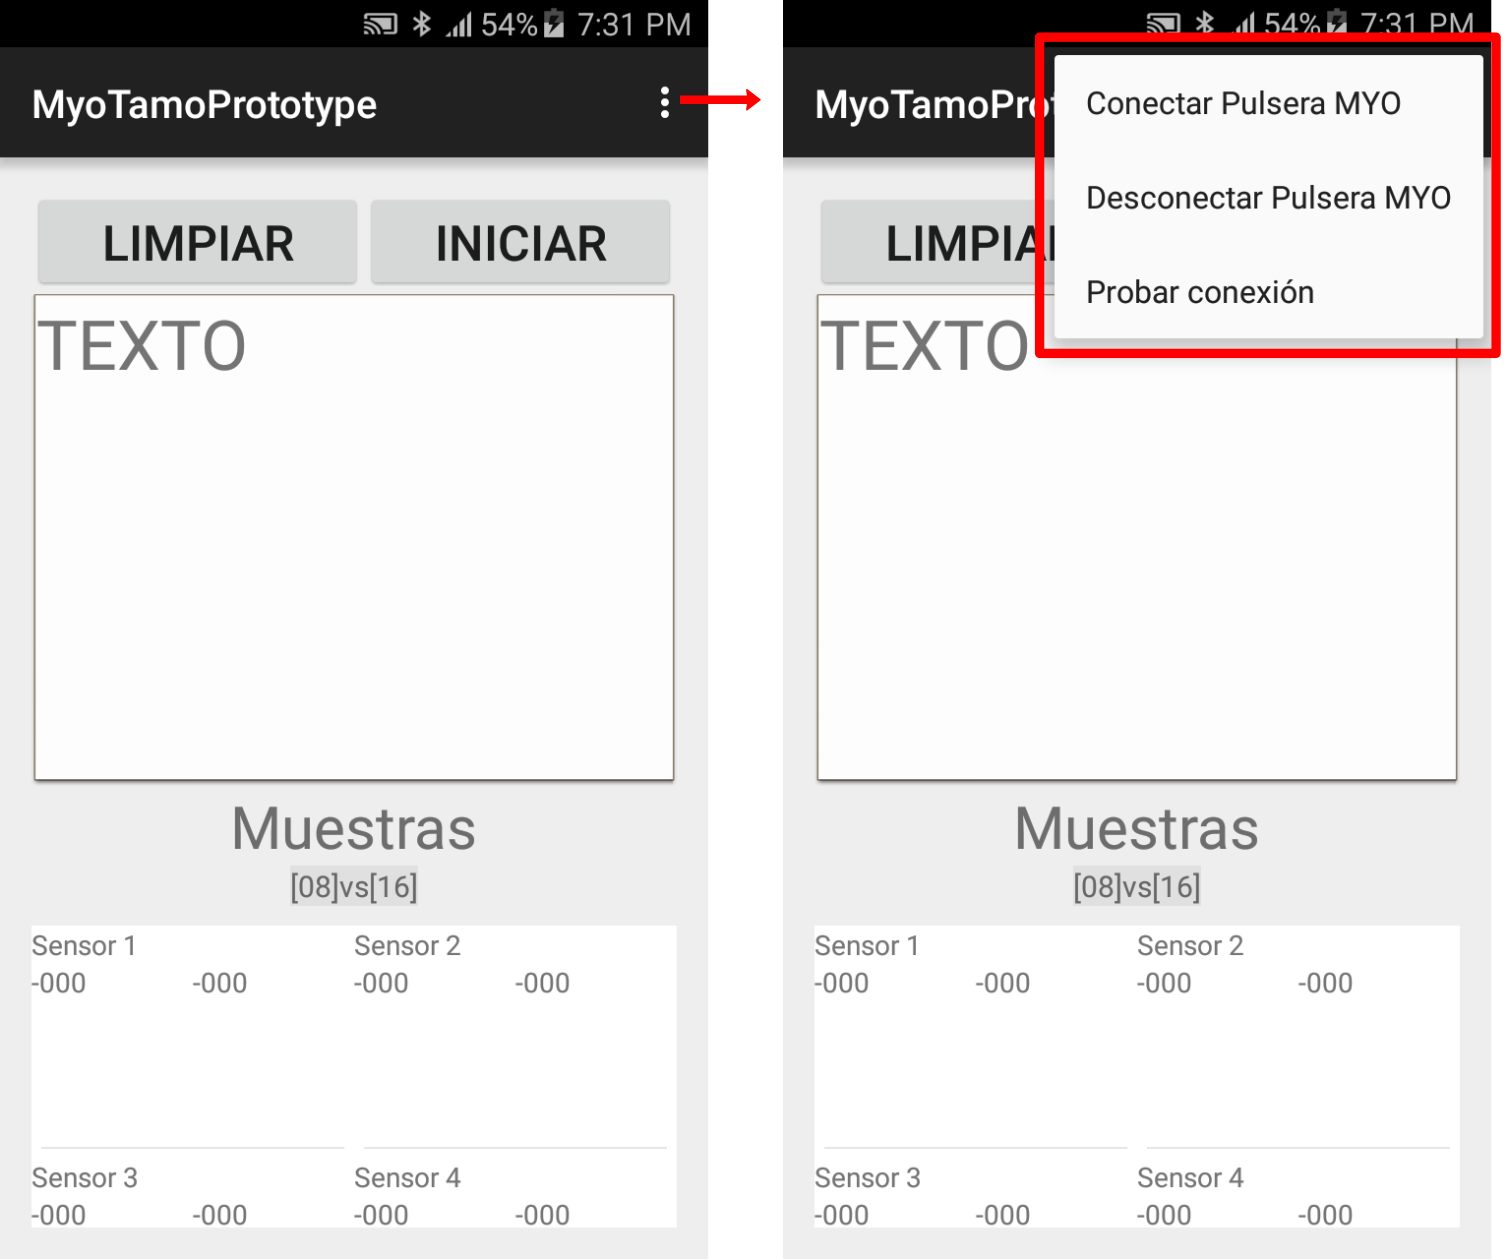 54% 7:31 PM
MyoTamoPrototype
LIMPIAR INICIAR
TEXTO
Muestras
[08]vs[16]
Sensor 1 Sensor 2
-000 -000 -000 -000
Sensor 3 Sensor 4
-000 -000 -000 -000
54% 7:31 PM
MyoTamoProt
Conectar Pulsera MYO
Desconectar Pulsera MYO
Probar conexión
LIMPIA
TEXTO
Muestras
[08]vs[16]
Sensor 1 Sensor 2
-000 -000 -000 -000
Sensor 3 Sensor 4
-000 -000 -000 -000